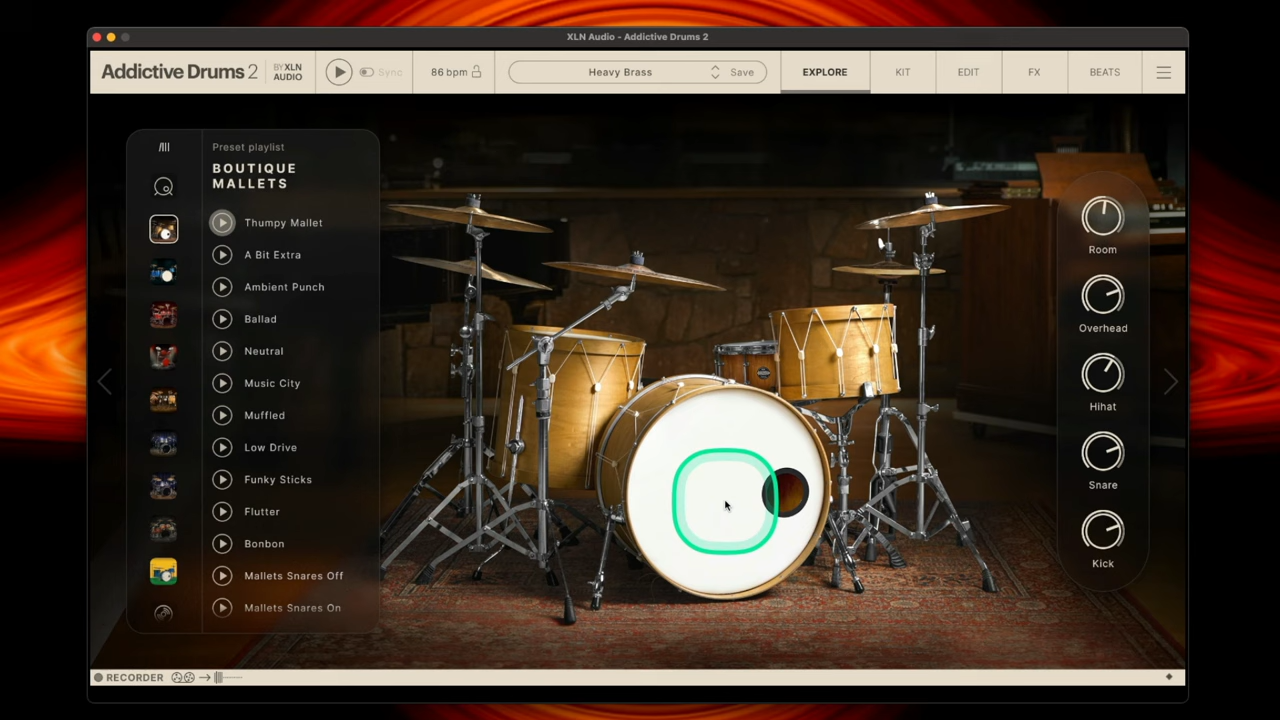 XLN Audio - Addictive Drums 2
Addictive Drums 2
BY XLN
AUDIO
Sync
86 bpm
Heavy Brass
Save
EXPLORE
KIT
EDIT
FX
BEATS
Preset playlist
BOUTIQUE
MALLETS
Thumpy Mallet
A Bit Extra
Ambient Punch
Ballad
Neutral
Music City
Muffled
Low Drive
Funky Sticks
Flutter
Bonbon
Mallets Snares Off
Mallets Snares On
Room
Overhead
Hihat
Snare
Kick
RECORDER